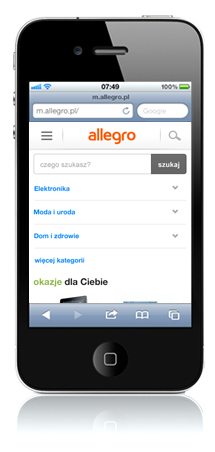 07:49 100%
m.allegro.pl
m.allegro.pl Google
allegro
czego szukasz? szukaj
Elektronika
Moda i uroda
Dom i zdrowie
więcej kategorii
okazje dla Ciebie